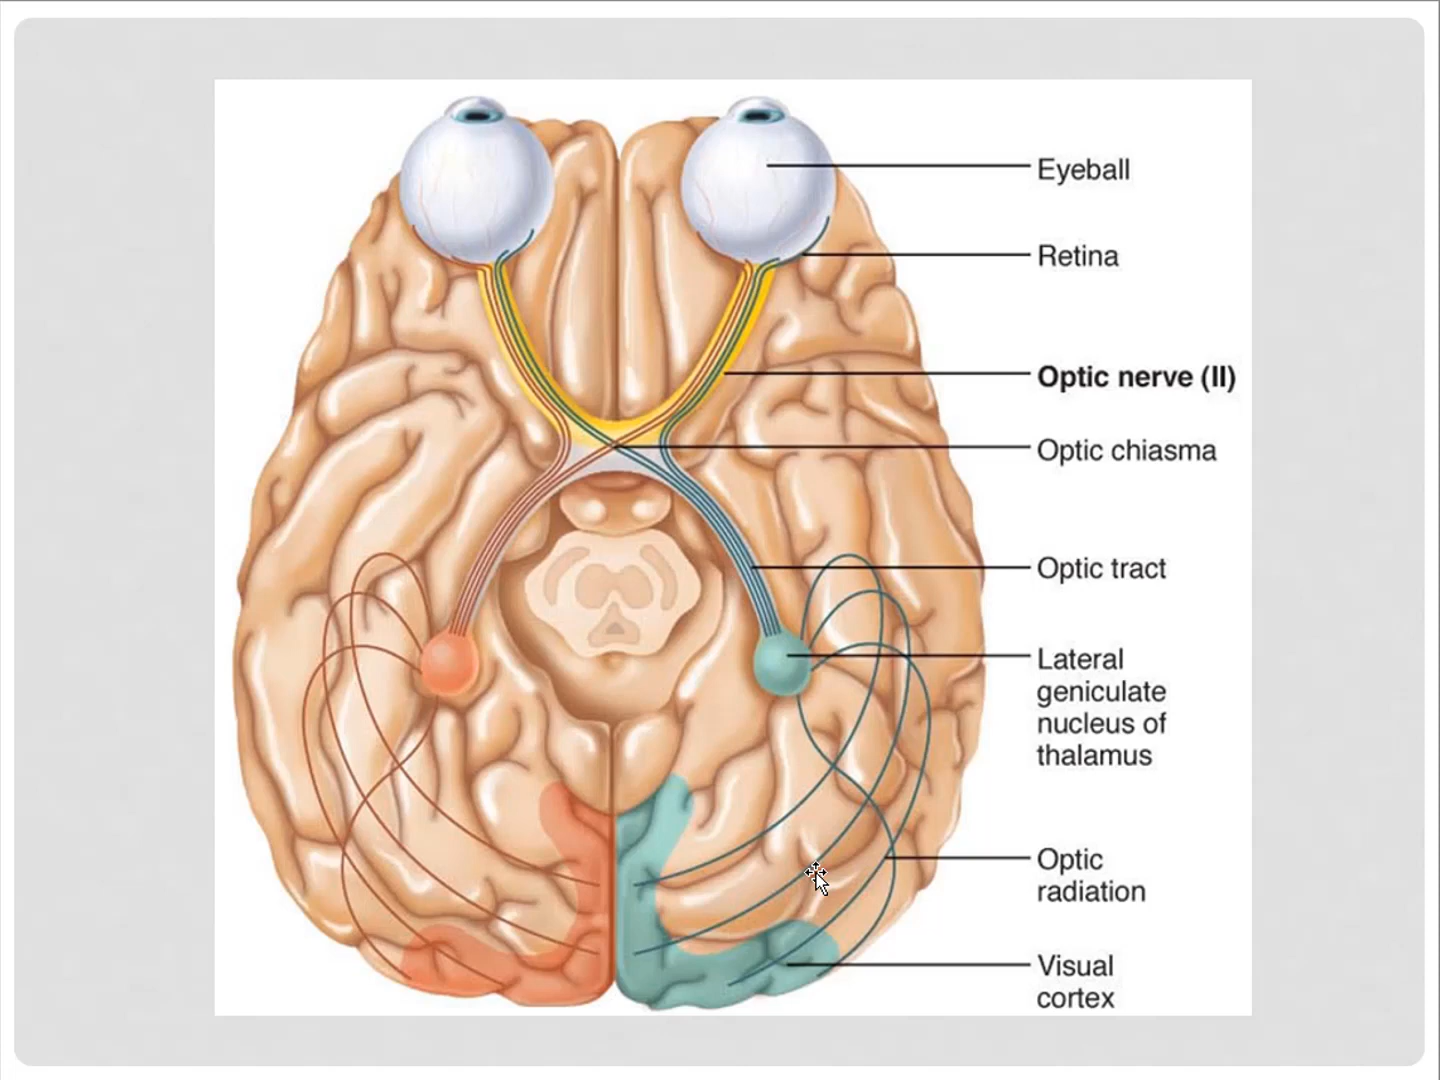 Eyeball
Retina
Optic nerve (II)
Optic chiasma
Optic tract
Lateral
geniculate
nucleus of
thalamus
Optic
radiation
Visual
cortex